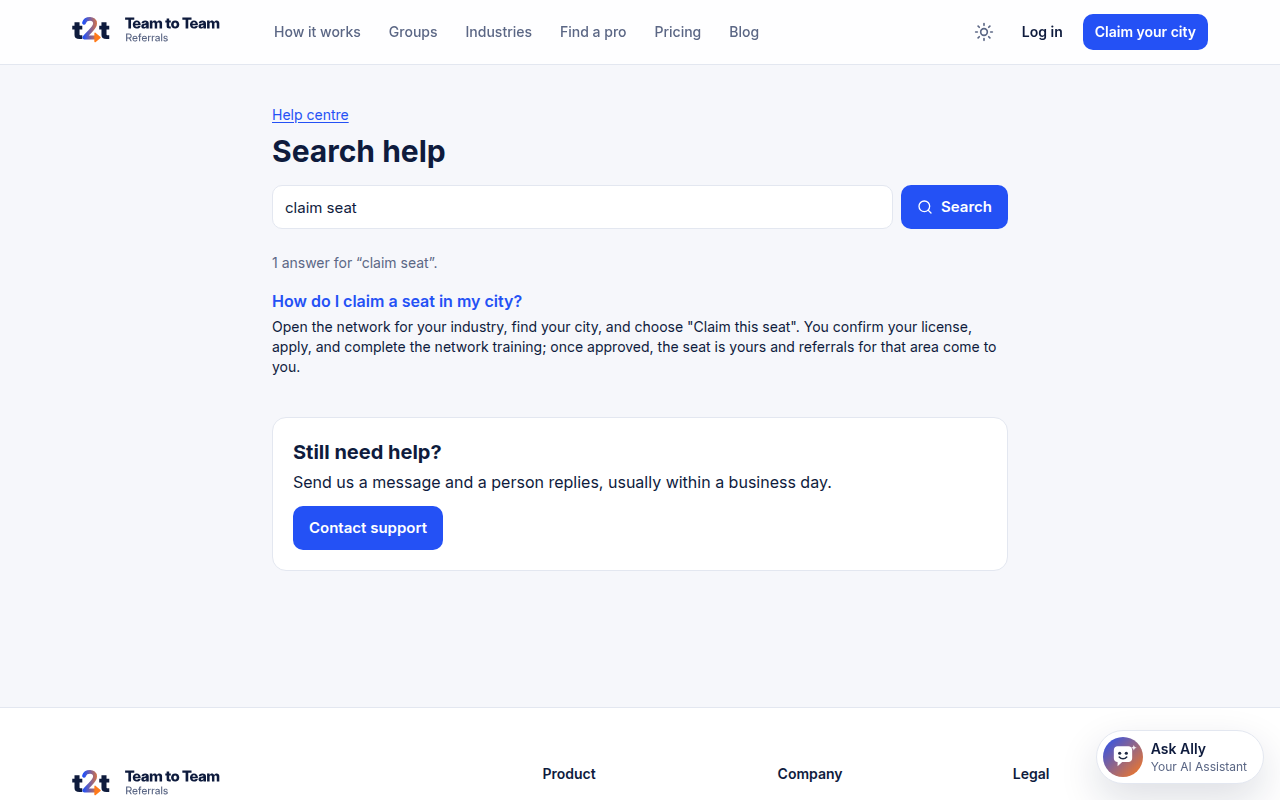 t2t Team to Team
Referrals
How it works
Groups
Industries
Find a pro
Pricing
Blog
Log in
Claim your city
Help centre
Search help
claim seat
Search
1 answer for “claim seat”.
How do I claim a seat in my city?
Open the network for your industry, find your city, and choose "Claim this seat". You confirm your license,
apply, and complete the network training; once approved, the seat is yours and referrals for that area come to
you.
Still need help?
Send us a message and a person replies, usually within a business day.
Contact support
t2t Team to Team
Referrals
Product
Company
Legal
Ask Ally
Your AI Assistant